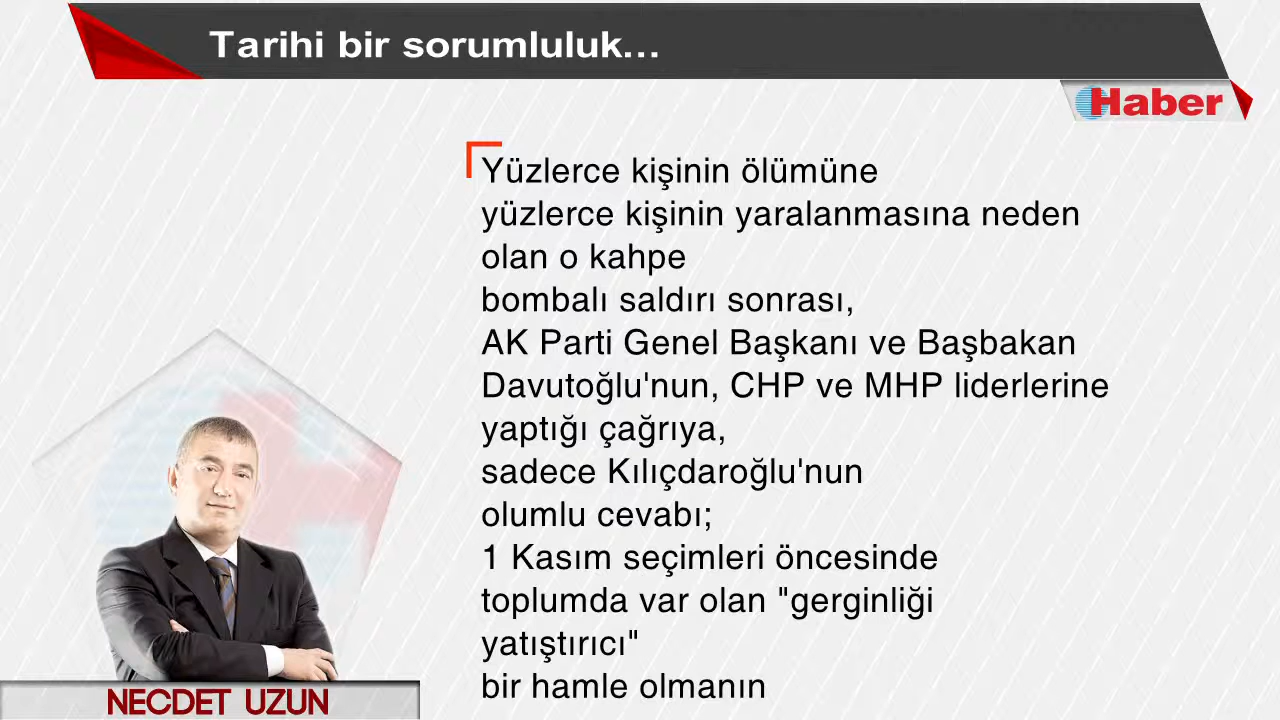 Tarihi bir sorumluluk...
Haber
Yüzlerce kişinin ölümüne
yüzlerce kişinin yaralanmasına neden
olan o kahpe
bombalı saldırı sonrası,
AK Parti Genel Başkanı ve Başbakan
Davutoğlu'nun, CHP ve MHP liderlerine
yaptığı çağrıya,
sadece Kılıçdaroğlu'nun
olumlu cevabı;
1 Kasım seçimleri öncesinde
toplumda var olan "gerginliği
yatıştırıcı"
bir hamle olmanın
NECDET UZUN